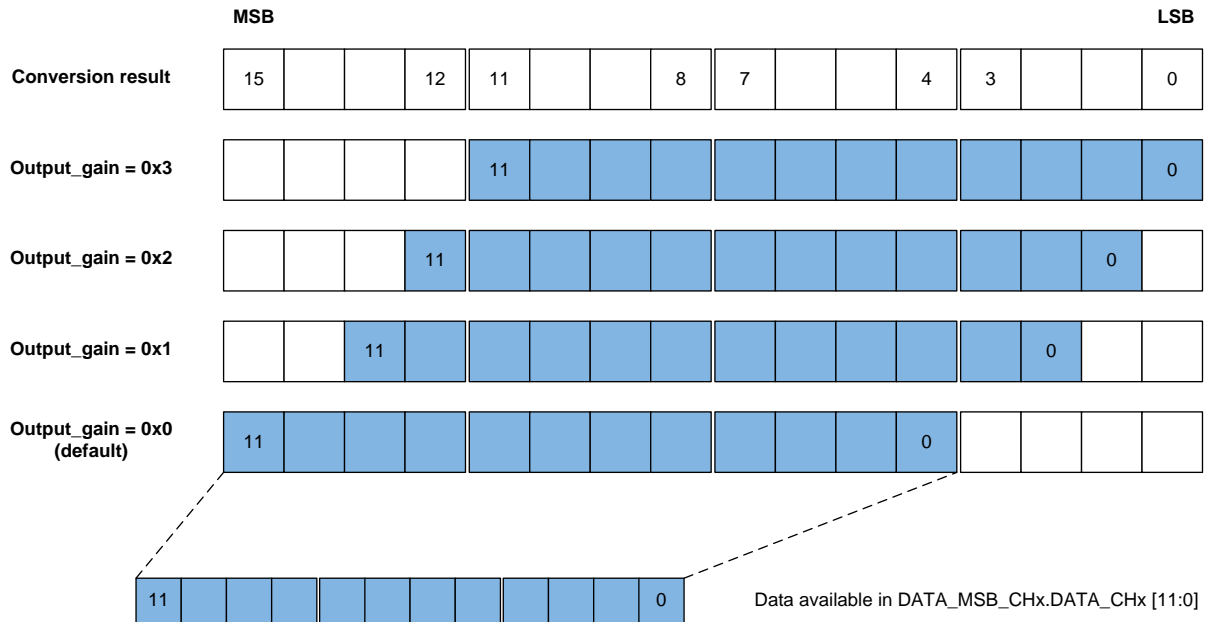 MSB LSB
Conversion result 15 12 11 8 7 4 3 0
Output_gain = 0x3 11 0
Output_gain = 0x2 11 0
Output_gain = 0x1 11 0
Output_gain = 0x0
(default) 11 0
11 0 Data available in DATA_MSB_CHx.DATA_CHx [11:0]